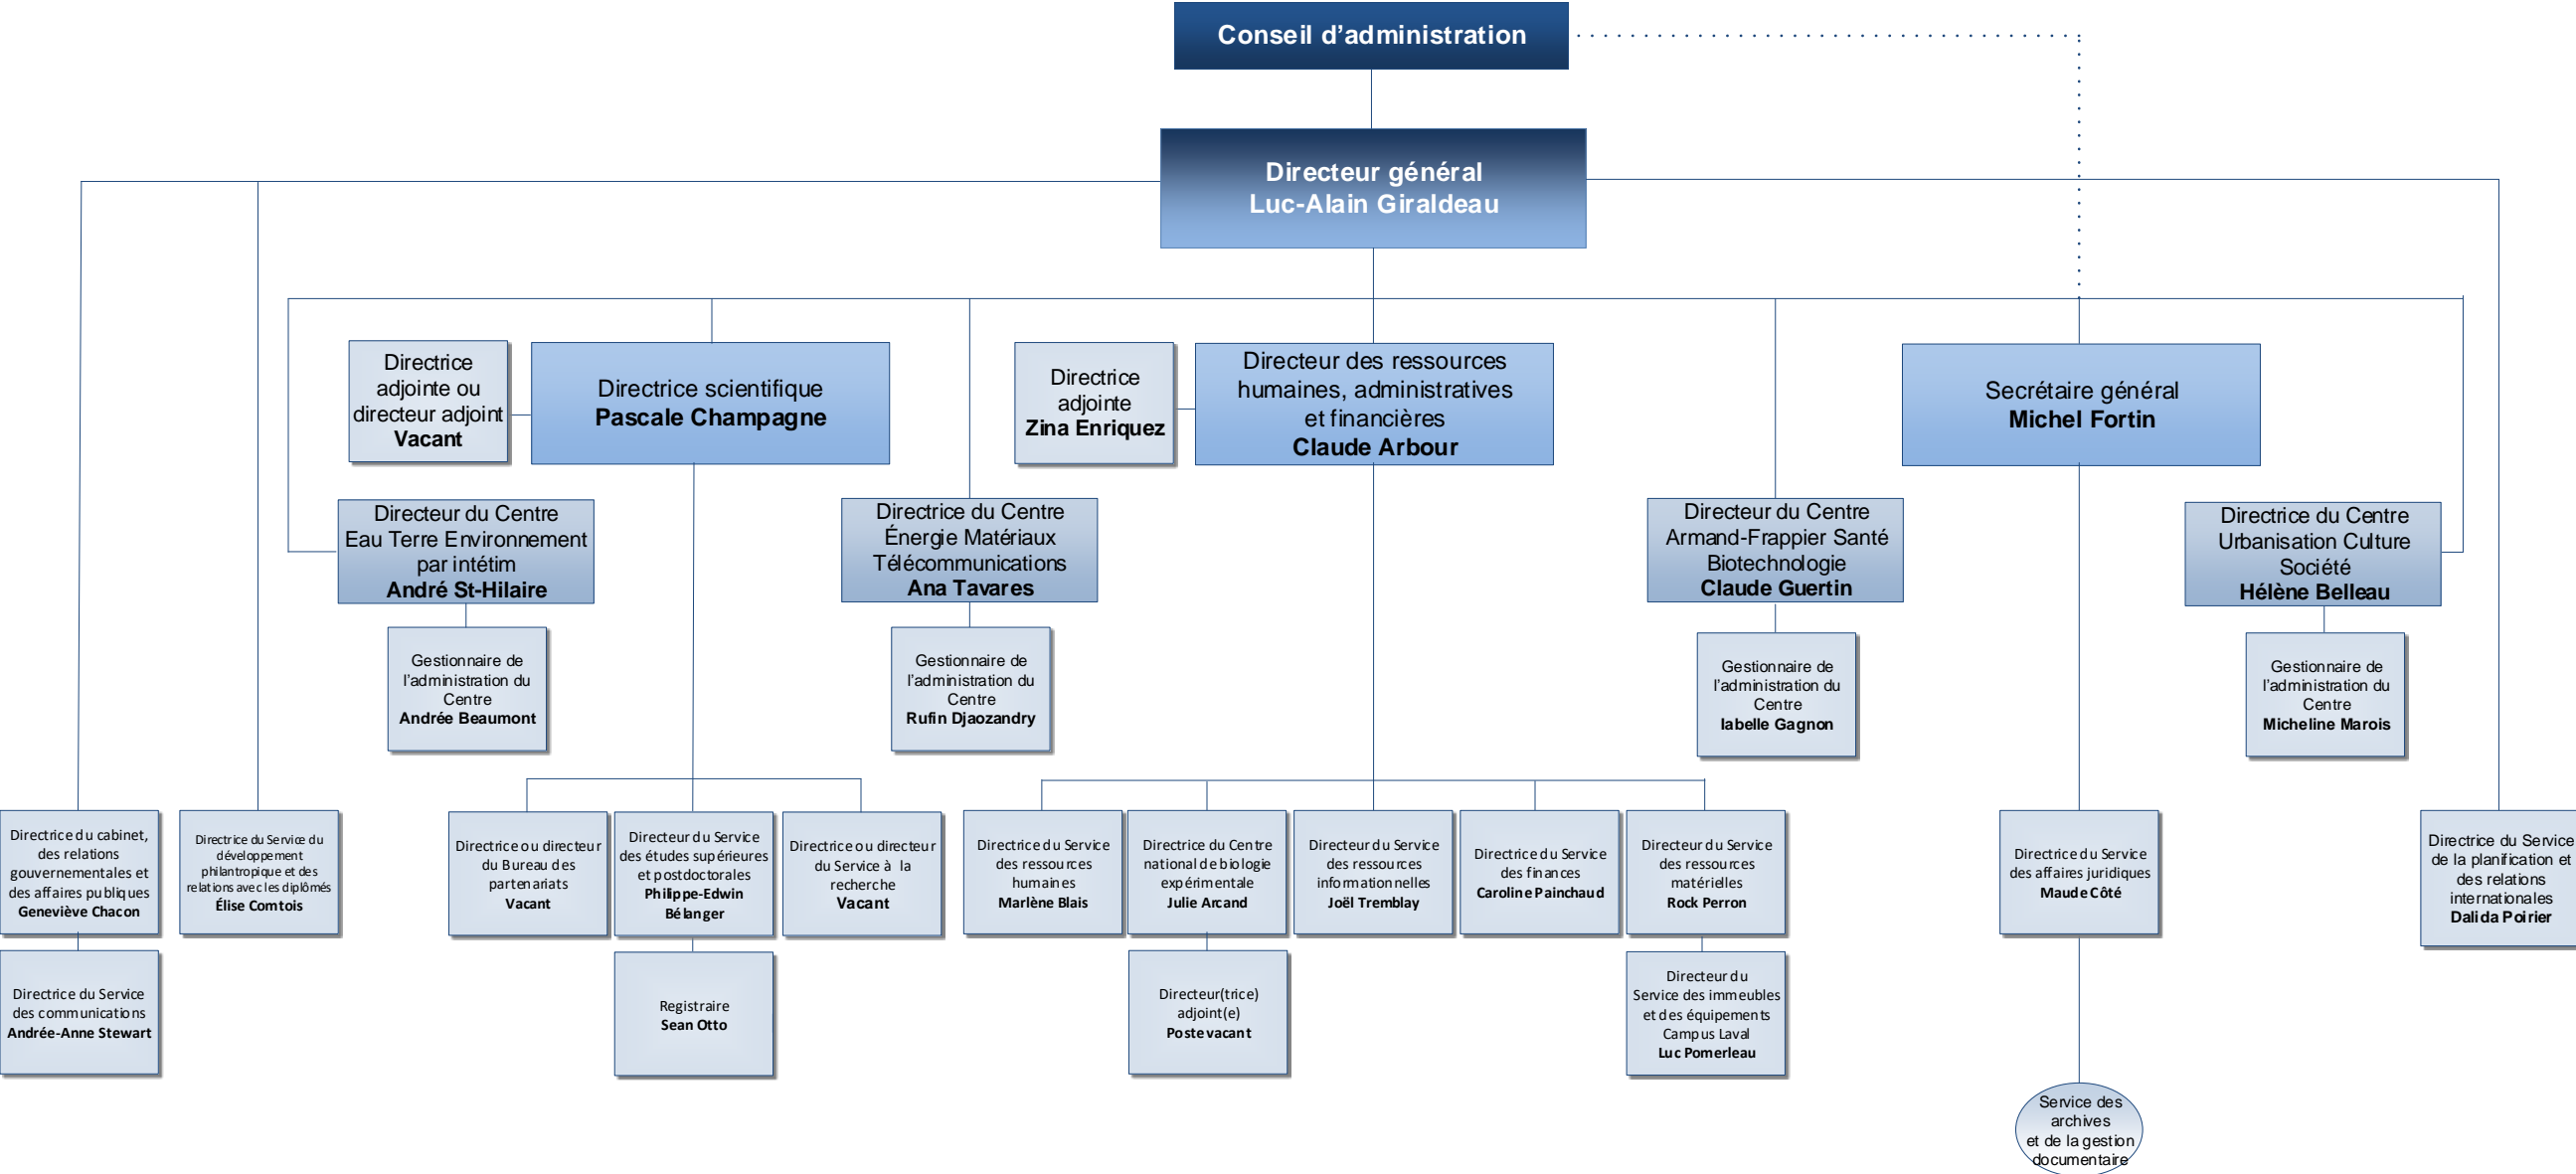 Conseil d’administration
Directeur général
Luc-Alain Giraldeau
Directrice
adjointe ou
directeur adjoint
Vacant
Directrice scientifique
Pascale Champagne
Directrice
adjointe
Zina Enriquez
Directeur des ressources
humaines, administratives
et financières
Claude Arbour
Secrétaire général
Michel Fortin
Directeur du Centre
Eau Terre Environnement
par intétim
André St-Hilaire
Directrice du Centre
Énergie Matériaux
Télécommunications
Ana Tavares
Directeur du Centre
Armand-Frappier Santé
Biotechnologie
Claude Guertin
Directrice du Centre
Urbanisation Culture
Société
Hélène Belleau
Gestionnaire de
l’administration du
Centre
Andrée Beaumont
Gestionnaire de
l’administration du
Centre
Rufin Djaozandry
Gestionnaire de
l’administration du
Centre
Iabelle Gagnon
Gestionnaire de
l’administration du
Centre
Micheline Marois
Directrice du cabinet,
des relations
gouvernementales et
des affaires publiques
Geneviève Chacon
Directrice du Service du
développement
philantropique et des
relations avec les diplômés
Élise Comtois
Directrice ou directeur
du Bureau des
partenariats
Vacant
Directeur du Service
des études supérieures
et postdoctorales
Philippe-Edwin
Bélanger
Directrice ou directeur
du Service à la
recherche
Vacant
Directrice du Service
des ressources
humaines
Marlène Blais
Directrice du Centre
national de biologie
expérimentale
Julie Arcand
Directeur du Service
des ressources
informationnelles
Joël Tremblay
Directrice du Service
des finances
Caroline Painchaud
Directeur du Service
des ressources
matérielles
Rock Perron
Directrice du Service
des affaires juridiques
Maude Côté
Directrice du Service
de la planification et
des relations
internationales
Dalida Poirier
Directrice du Service
des communications
Andrée-Anne Stewart
Registraire
Sean Otto
Directeur(trice)
adjoint(e)
Poste vacant
Directeur du
Service des immeubles
et des équipements
Campus Laval
Luc Pomerleau
Service des
archives
et de la gestion
documentaire